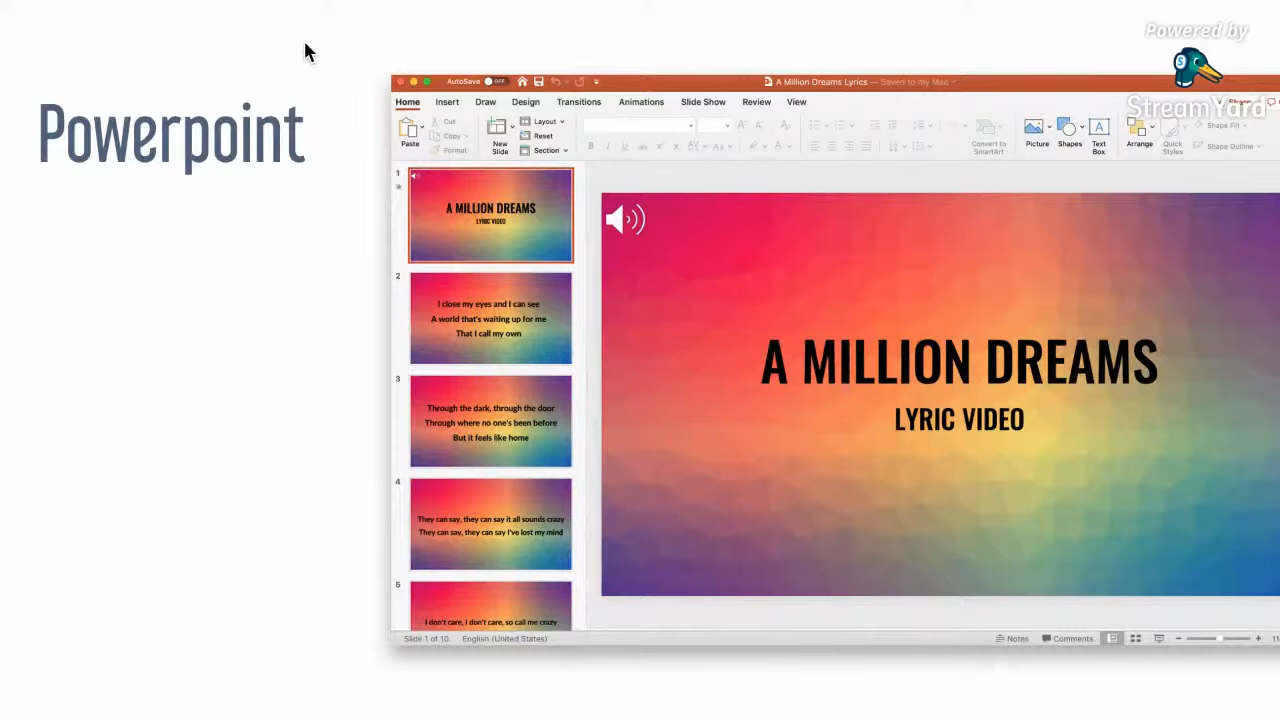 Powered by
StreamYard
Powerpoint
AutoSave OFF
A Million Dreams Lyrics — Saved to my Mac
Home Insert Draw Design Transitions Animations Slide Show Review View
Paste
Cut
Copy
Format
New Slide
Layout
Reset
Section
Convert to SmartArt
Picture
Shapes
Text Box
Arrange
Quick Styles
Shape Fill
Shape Outline
1
A MILLION DREAMS
LYRIC VIDEO
2
I close my eyes and I can see
A world that's waiting up for me
That I call my own
3
Through the dark, through the door
Through where no one's been before
But it feels like home
4
They can say, they can say it all sounds crazy
They can say, they can say I've lost my mind
5
I don't care, I don't care, so call me crazy
A MILLION DREAMS
LYRIC VIDEO
Slide 1 of 10 English (United States)
Notes Comments